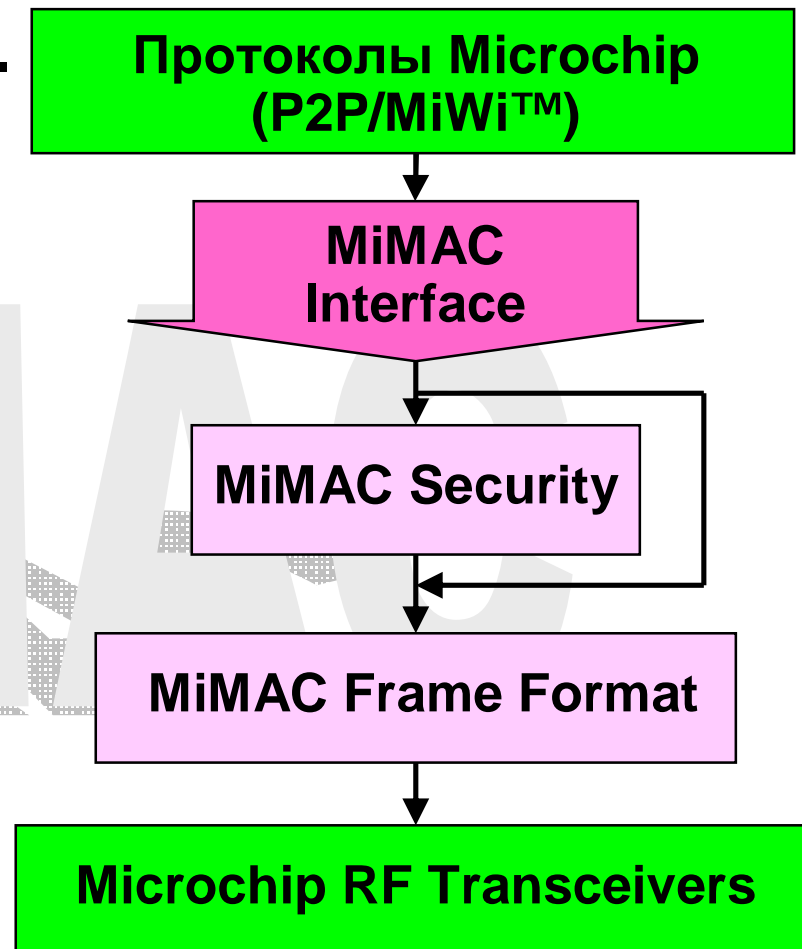 Протоколы Microchip
(P2P/MiWi™)
MiMAC
Interface
MiMAC Security
MiMAC Frame Format
Microchip RF Transceivers